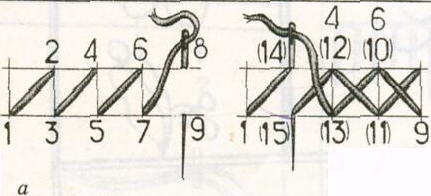 2 4 6 8
1 3 5 7 9
4 6
(14) (12) (10)
1 (15) (13) (11) 9
a